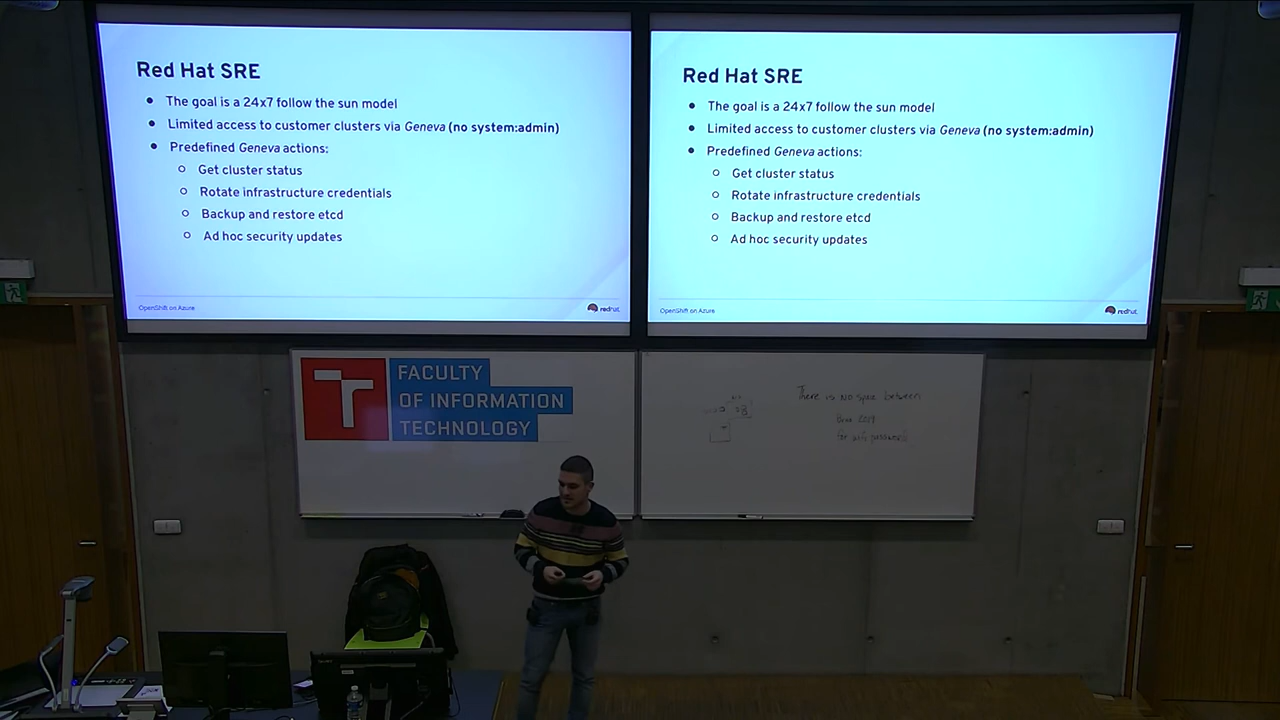 Red Hat SRE
The goal is a 24x7 follow the sun model
Limited access to customer clusters via Geneva (no system:admin)
Predefined Geneva actions:
Get cluster status
Rotate infrastructure credentials
Backup and restore etcd
Ad hoc security updates
OpenShift on Azure
redhat
Red Hat SRE
The goal is a 24x7 follow the sun model
Limited access to customer clusters via Geneva (no system:admin)
Predefined Geneva actions:
Get cluster status
Rotate infrastructure credentials
Backup and restore etcd
Ad hoc security updates
OpenShift on Azure
redhat
FACULTY
OF INFORMATION
TECHNOLOGY
There is no space between
for wifi password